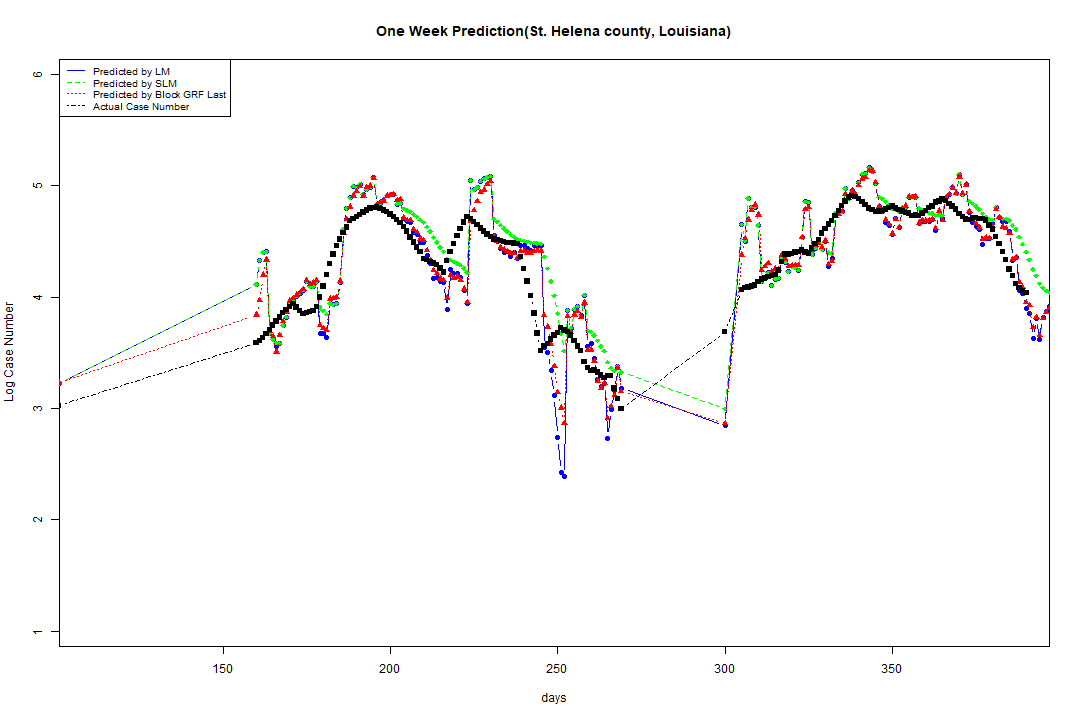 One Week Prediction(St. Helena county, Louisiana)
Predicted by LM
Predicted by SLM
Predicted by Block GRF Last
Actual Case Number
Log Case Number
6
5
4
3
2
1
150 200 250 300 350
days